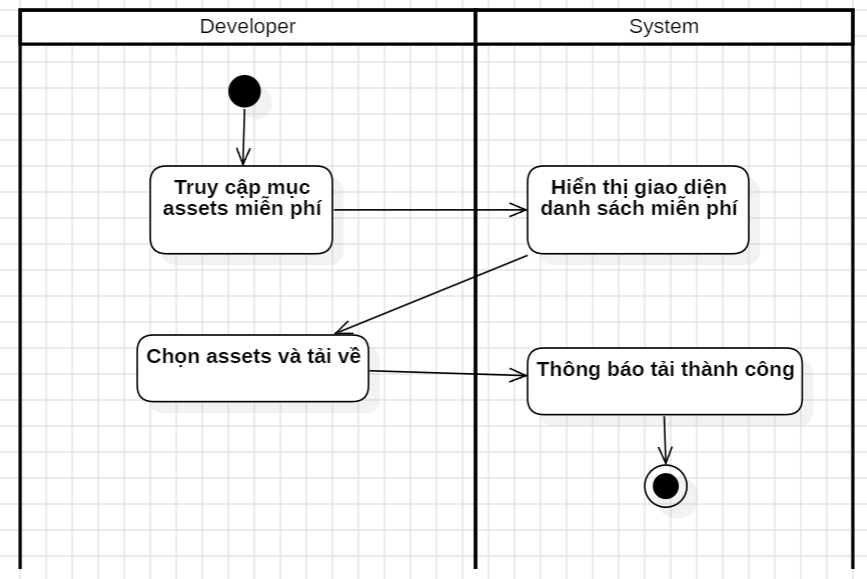 Developer
System
Truy cập mục
assets miễn phí
Hiển thị giao diện
danh sách miễn phí
Chọn assets và tải về
Thông báo tải thành công